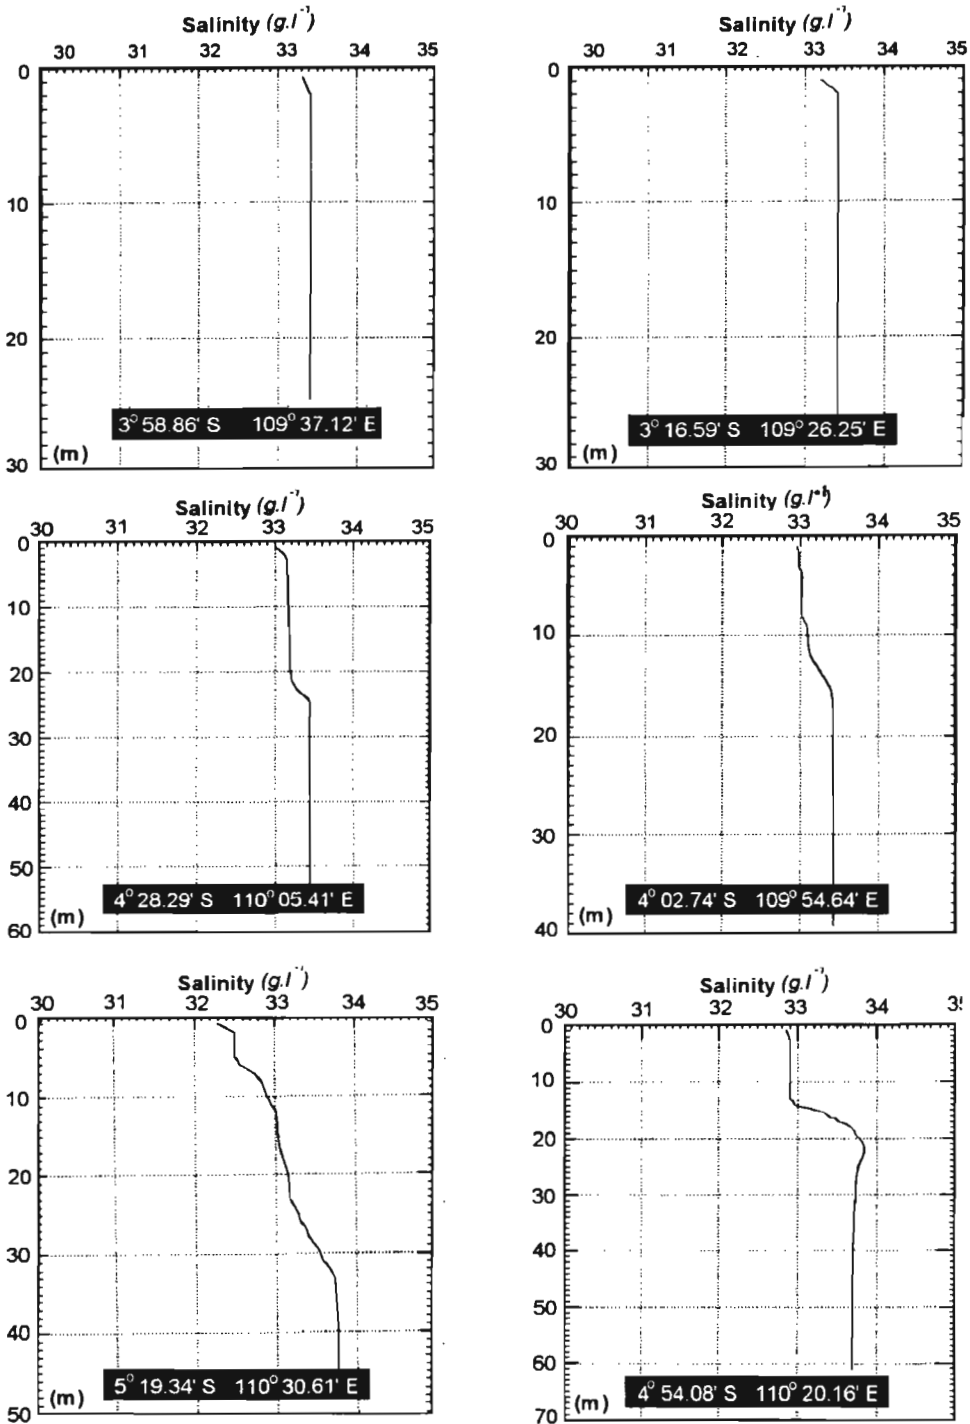 Salinity (g.l⁻¹)
30 31 32 33 34 35
0
10
20
30
3° 58.86' S 109° 37.12' E
(m)
Salinity (g.l⁻¹)
30 31 32 33 34 35
0
10
20
30
3° 16.59' S 109° 26.25' E
(m)
Salinity (g.l⁻¹)
30 31 32 33 34 35
0
10
20
30
40
50
60
4° 28.29' S 110° 05.41' E
(m)
Salinity (g.l⁻¹)
30 31 32 33 34 35
0
10
20
30
40
4° 02.74' S 109° 54.64' E
(m)
Salinity (g.l⁻¹)
30 31 32 33 34 35
0
10
20
30
40
50
5° 19.34' S 110° 30.61' E
(m)
Salinity (g.l⁻¹)
30 31 32 33 34 35
0
10
20
30
40
50
60
70
4° 54.08' S 110° 20.16' E
(m)